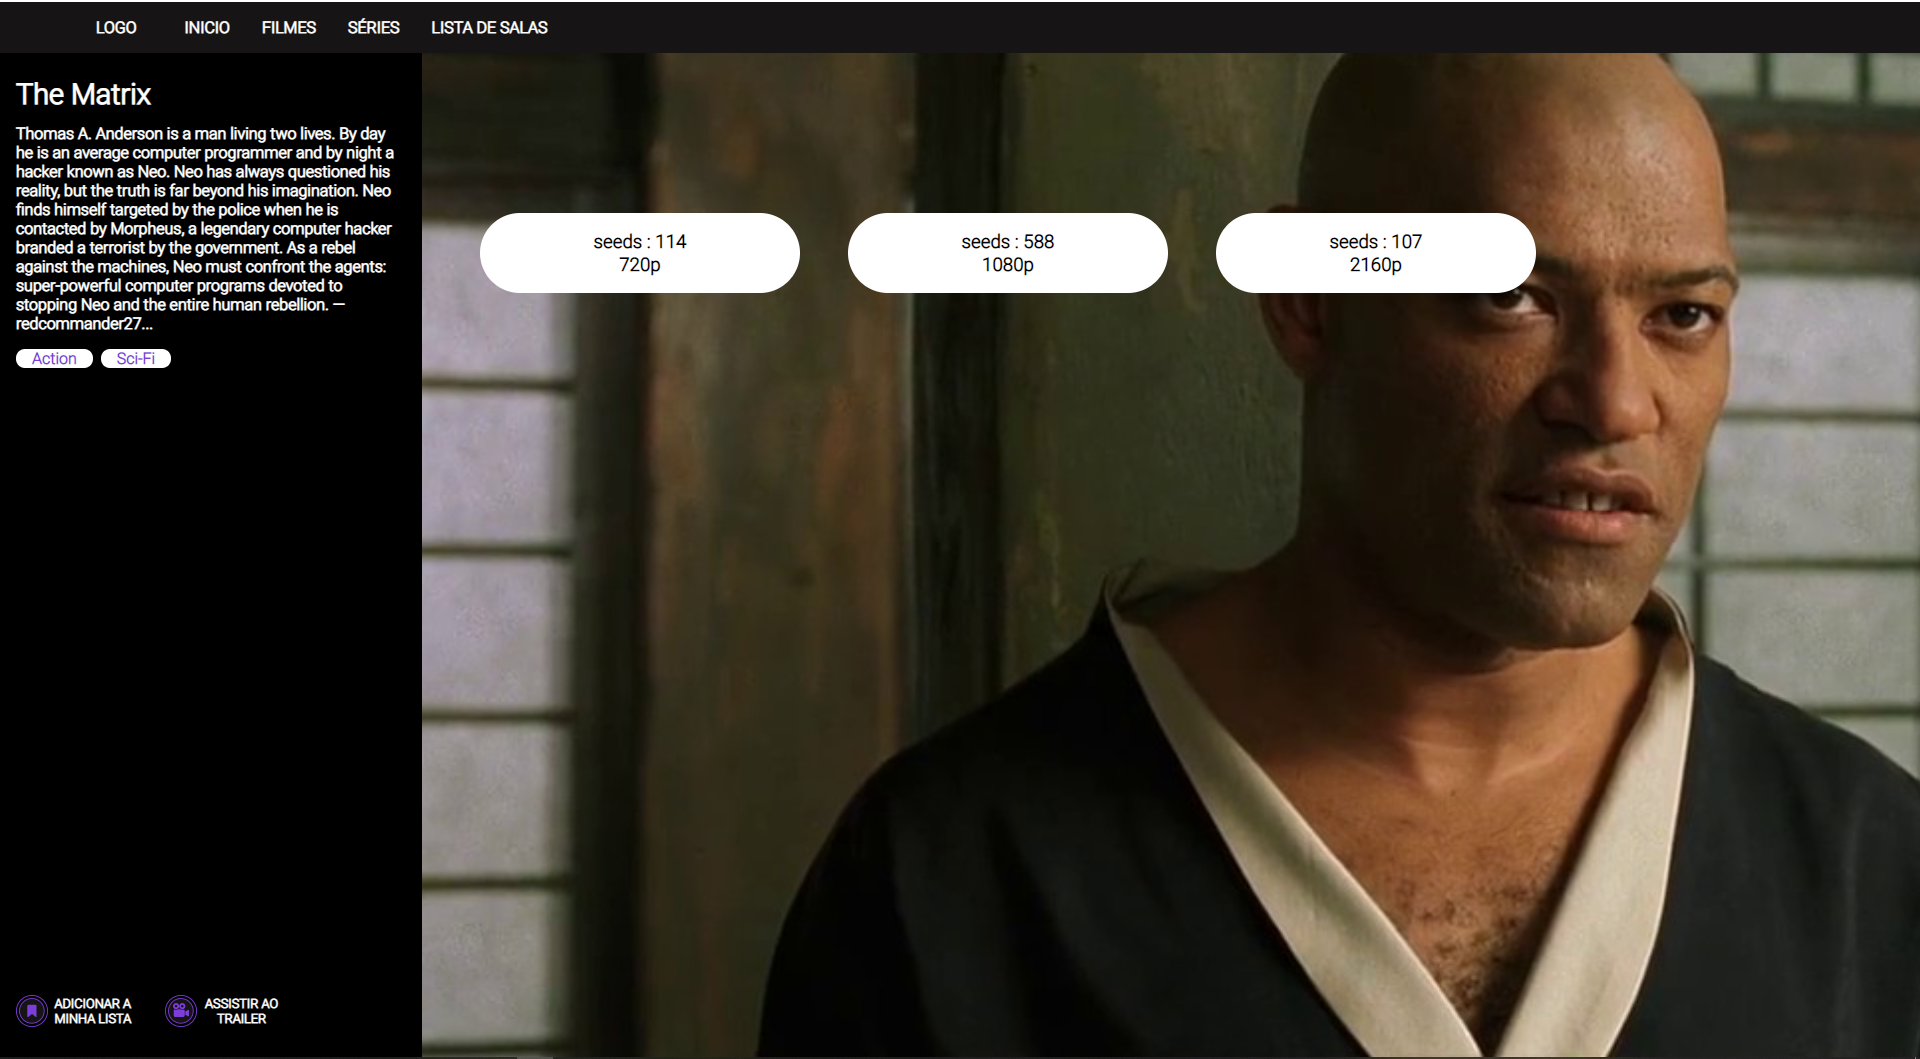 LOGO INICIO FILMES SÉRIES LISTA DE SALAS
The Matrix
Thomas A. Anderson is a man living two lives. By day
he is an average computer programmer and by night a
hacker known as Neo. Neo has always questioned his
reality, but the truth is far beyond his imagination. Neo
finds himself targeted by the police when he is
contacted by Morpheus, a legendary computer hacker
branded a terrorist by the government. As a rebel
against the machines, Neo must confront the agents:
super-powerful computer programs devoted to
stopping Neo and the entire human rebellion. —
redcommander27...
Action Sci-Fi
ADICIONAR A
MINHA LISTA
ASSISTIR AO
TRAILER
seeds : 114
720p
seeds : 588
1080p
seeds : 107
2160p